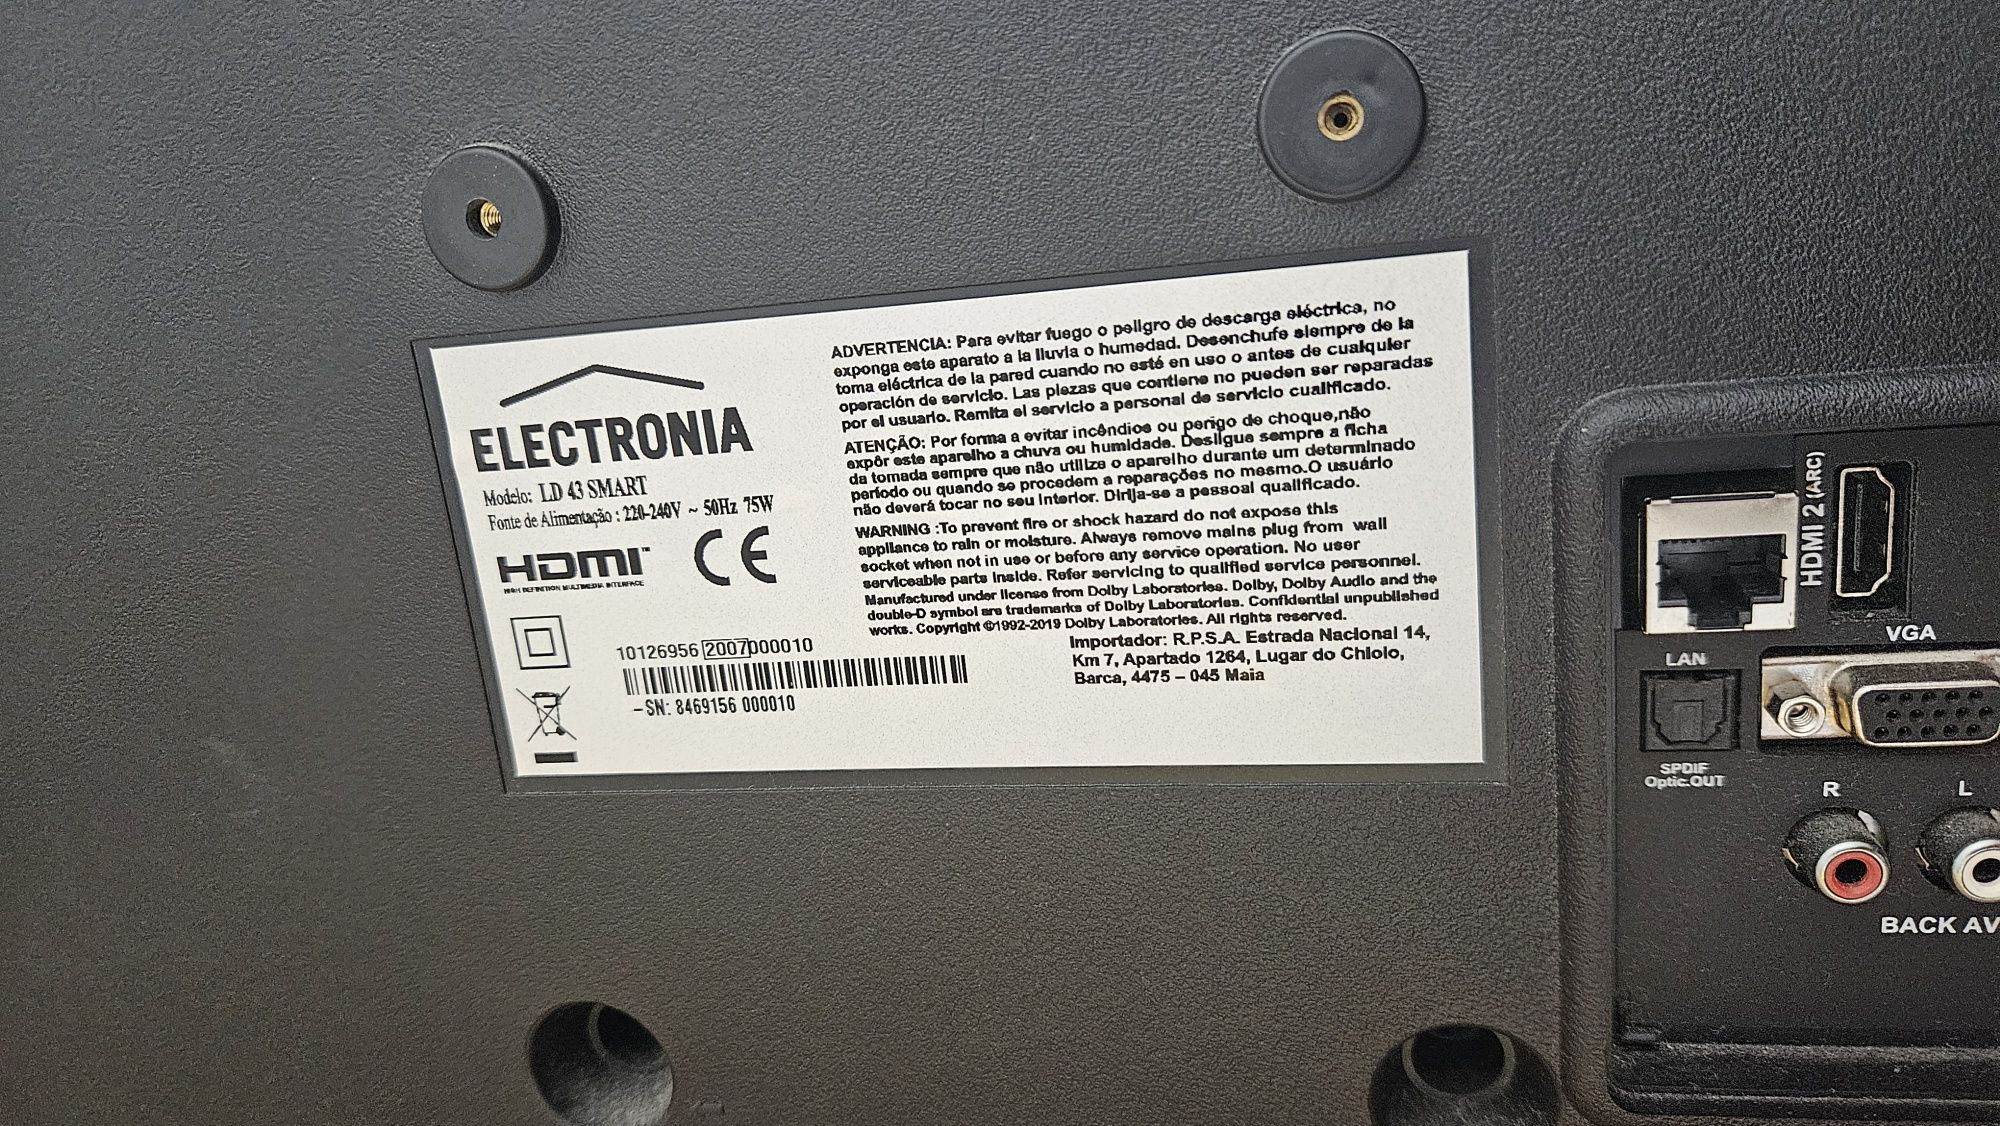 ELECTRONIA
Modelo: LD 43 SMART
Fonte de Alimentação : 220-240V ~ 50Hz 75W
HDMI™
HIGH DEFINITION MULTIMEDIA INTERFACE
CE
10126956 2007000010
-SN: 8469156 000010
ADVERTENCIA: Para evitar fuego o peligro de descarga eléctrica, no
exponga este aparato a la lluvia o humedad. Desenchufe siempre de la
toma eléctrica de la pared cuando no esté en uso o antes de cualquier
operación de servicio. Las piezas que contiene no pueden ser reparadas
por el usuario. Remita el servicio a personal de servicio cualificado.
ATENÇÃO: Por forma a evitar incêndios ou perigo de choque,não
expôr este aparelho a chuva ou humidade. Desligue sempre a ficha
da tomada sempre que não utilize o aparelho durante um determinado
período ou quando se procedem a reparações no mesmo.O usuário
não deverá tocar no seu interior. Dirija-se a pessoal qualificado.
WARNING :To prevent fire or shock hazard do not expose this
appliance to rain or moisture. Always remove mains plug from wall
socket when not in use or before any service operation. No user
serviceable parts inside. Refer servicing to qualified service personnel.
Manufactured under license from Dolby Laboratories. Dolby, Dolby Audio and the
double-D symbol are trademarks of Dolby Laboratories. Confidential unpublished
works. Copyright ©1992-2019 Dolby Laboratories. All rights reserved.
Importador: R.P.S.A. Estrada Nacional 14,
Km 7, Apartado 1264, Lugar do Chiolo,
Barca, 4475 – 045 Maia
HDMI 2 (ARC)
LAN
VGA
SPDIF
Optic.OUT
R
L
BACK AV